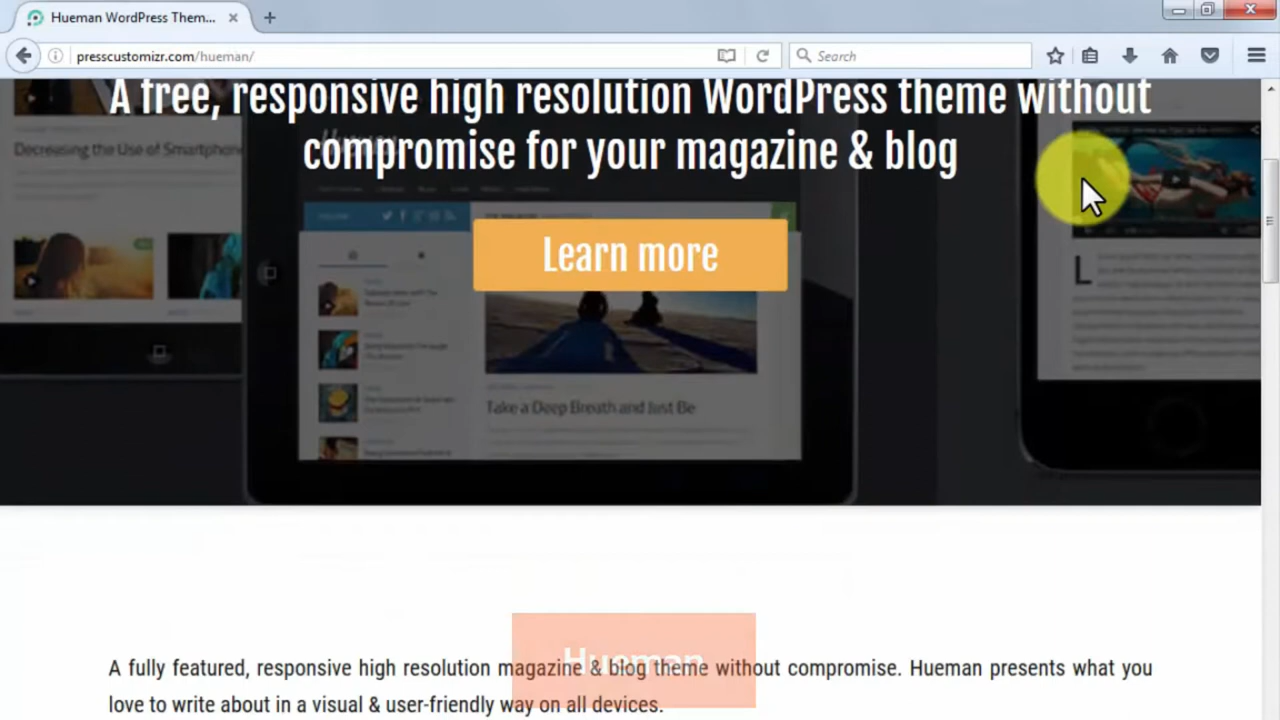 Hueman WordPress Them...
presscustomizr.com/hueman/
Search
A free, responsive high resolution WordPress theme without
compromise for your magazine & blog
Decreasing the Use of Smartphone
Learn more
Take a Deep Breath and Just Be
Hueman
A fully featured, responsive high resolution magazine & blog theme without compromise. Hueman presents what you
love to write about in a visual & user-friendly way on all devices.